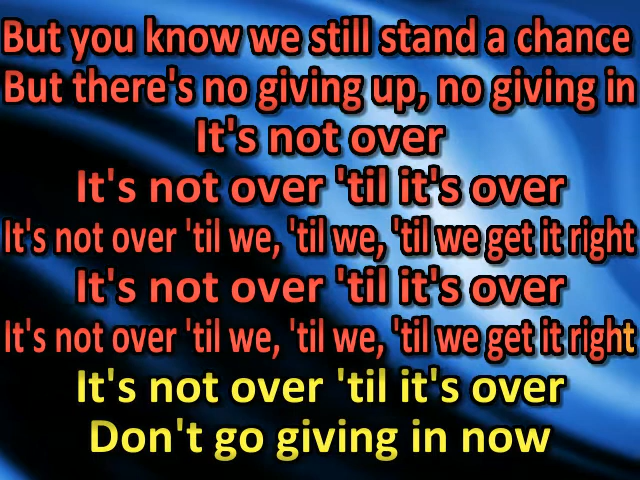 But you know we still stand a chance
But there's no giving up, no giving in
It's not over
It's not over 'til it's over
It's not over 'til we, 'til we, 'til we get it right
It's not over 'til it's over
It's not over 'til we, 'til we, 'til we get it right
It's not over 'til it's over
Don't go giving in now